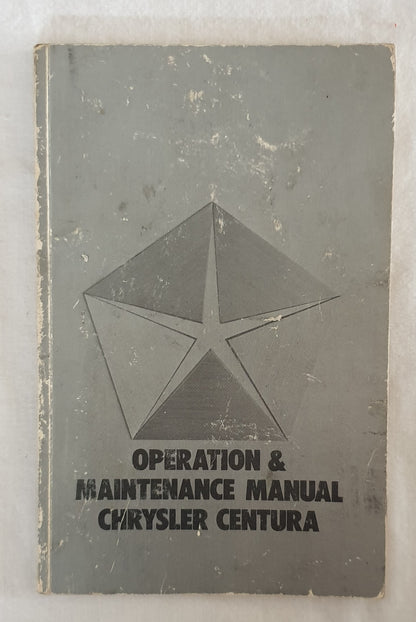 OPERATION &
MAINTENANCE MANUAL
CHRYSLER CENTURA